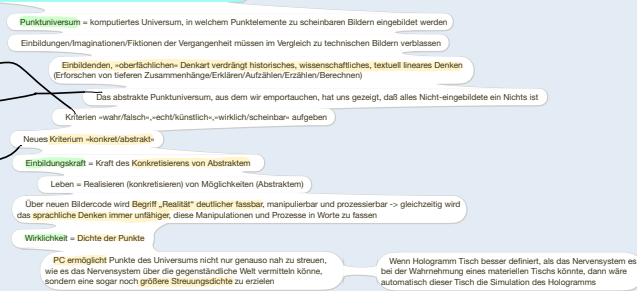 Punktuniversum = komputiertes Universum, in welchem Punktelemente zu scheinbaren Bildern eingebildet werden
Einbildungen/Imaginationen/Fiktionen der Vergangenheit müssen im Vergleich zu technischen Bildern verblassen
Einbildenden, »oberfächlichen« Denkart verdrängt historisches, wissenschaftliches, textuell lineares Denken
(Erforschen von tieferen Zusammenhänge/Erklären/Aufzählen/Erzählen/Berechnen)
Das abstrakte Punktuniversum, aus dem wir emportauchen, hat uns gezeigt, daß alles Nicht-eingebildete ein Nichts ist
Kriterien »wahr/falsch«,»echt/künstlich«,»wirklich/scheinbar« aufgeben
Neues Kriterium »konkret/abstrakt»
Einbildungskraft = Kraft des Konkretisierens von Abstraktem
Leben = Realisieren (konkretisieren) von Möglichkeiten (Abstraktem)
Über neuen Bildercode wird Begriff „Realität" deutlicher fassbar, manipulierbar und prozessierbar -> gleichzeitig wird
das sprachliche Denken immer unfähiger, diese Manipulationen und Prozesse in Worte zu fassen
Wirklichkeit = Dichte der Punkte
PC ermöglicht Punkte des Universums nicht nur genauso nah zu streuen,
wie es das Nervensystem über die gegenständliche Welt vermitteln könne,
sondern eine sogar noch größere Streuungsdichte zu erzielen
Wenn Hologramm Tisch besser definiert, als das Nervensystem es
bei der Wahrnehmung eines materiellen Tischs könnte, dann wäre
automatisch dieser Tisch die Simulation des Hologramms